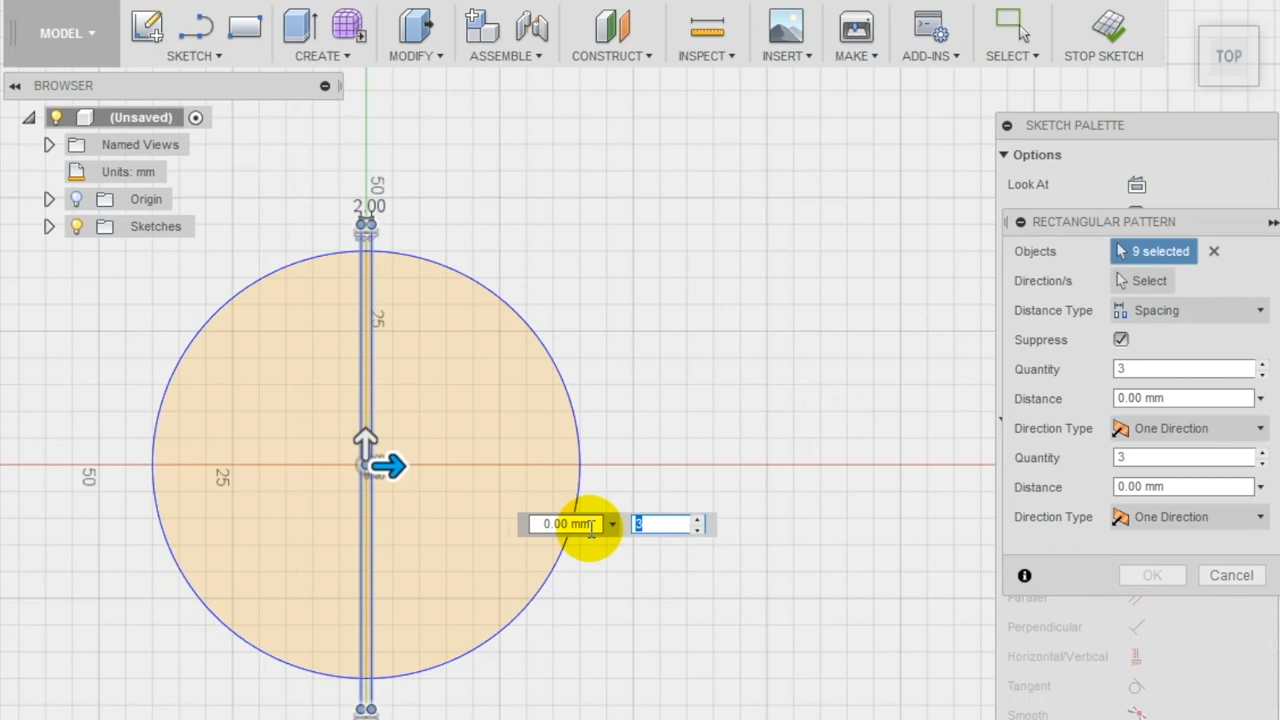 MODEL
SKETCH
CREATE
MODIFY
ASSEMBLE
CONSTRUCT
INSPECT
INSERT
MAKE
ADD-INS
SELECT
STOP SKETCH
TOP
BROWSER
(Unsaved)
Named Views
Units: mm
Origin
Sketches
50
2.00
25
50
25
0.00 mm
3
SKETCH PALETTE
Options
Look At
RECTANGULAR PATTERN
Objects 9 selected
Direction/s Select
Distance Type Spacing
Suppress
Quantity 3
Distance 0.00 mm
Direction Type One Direction
Quantity 3
Distance 0.00 mm
Direction Type One Direction
OK Cancel
Parallel
Perpendicular
Horizontal/Vertical
Tangent
Smooth